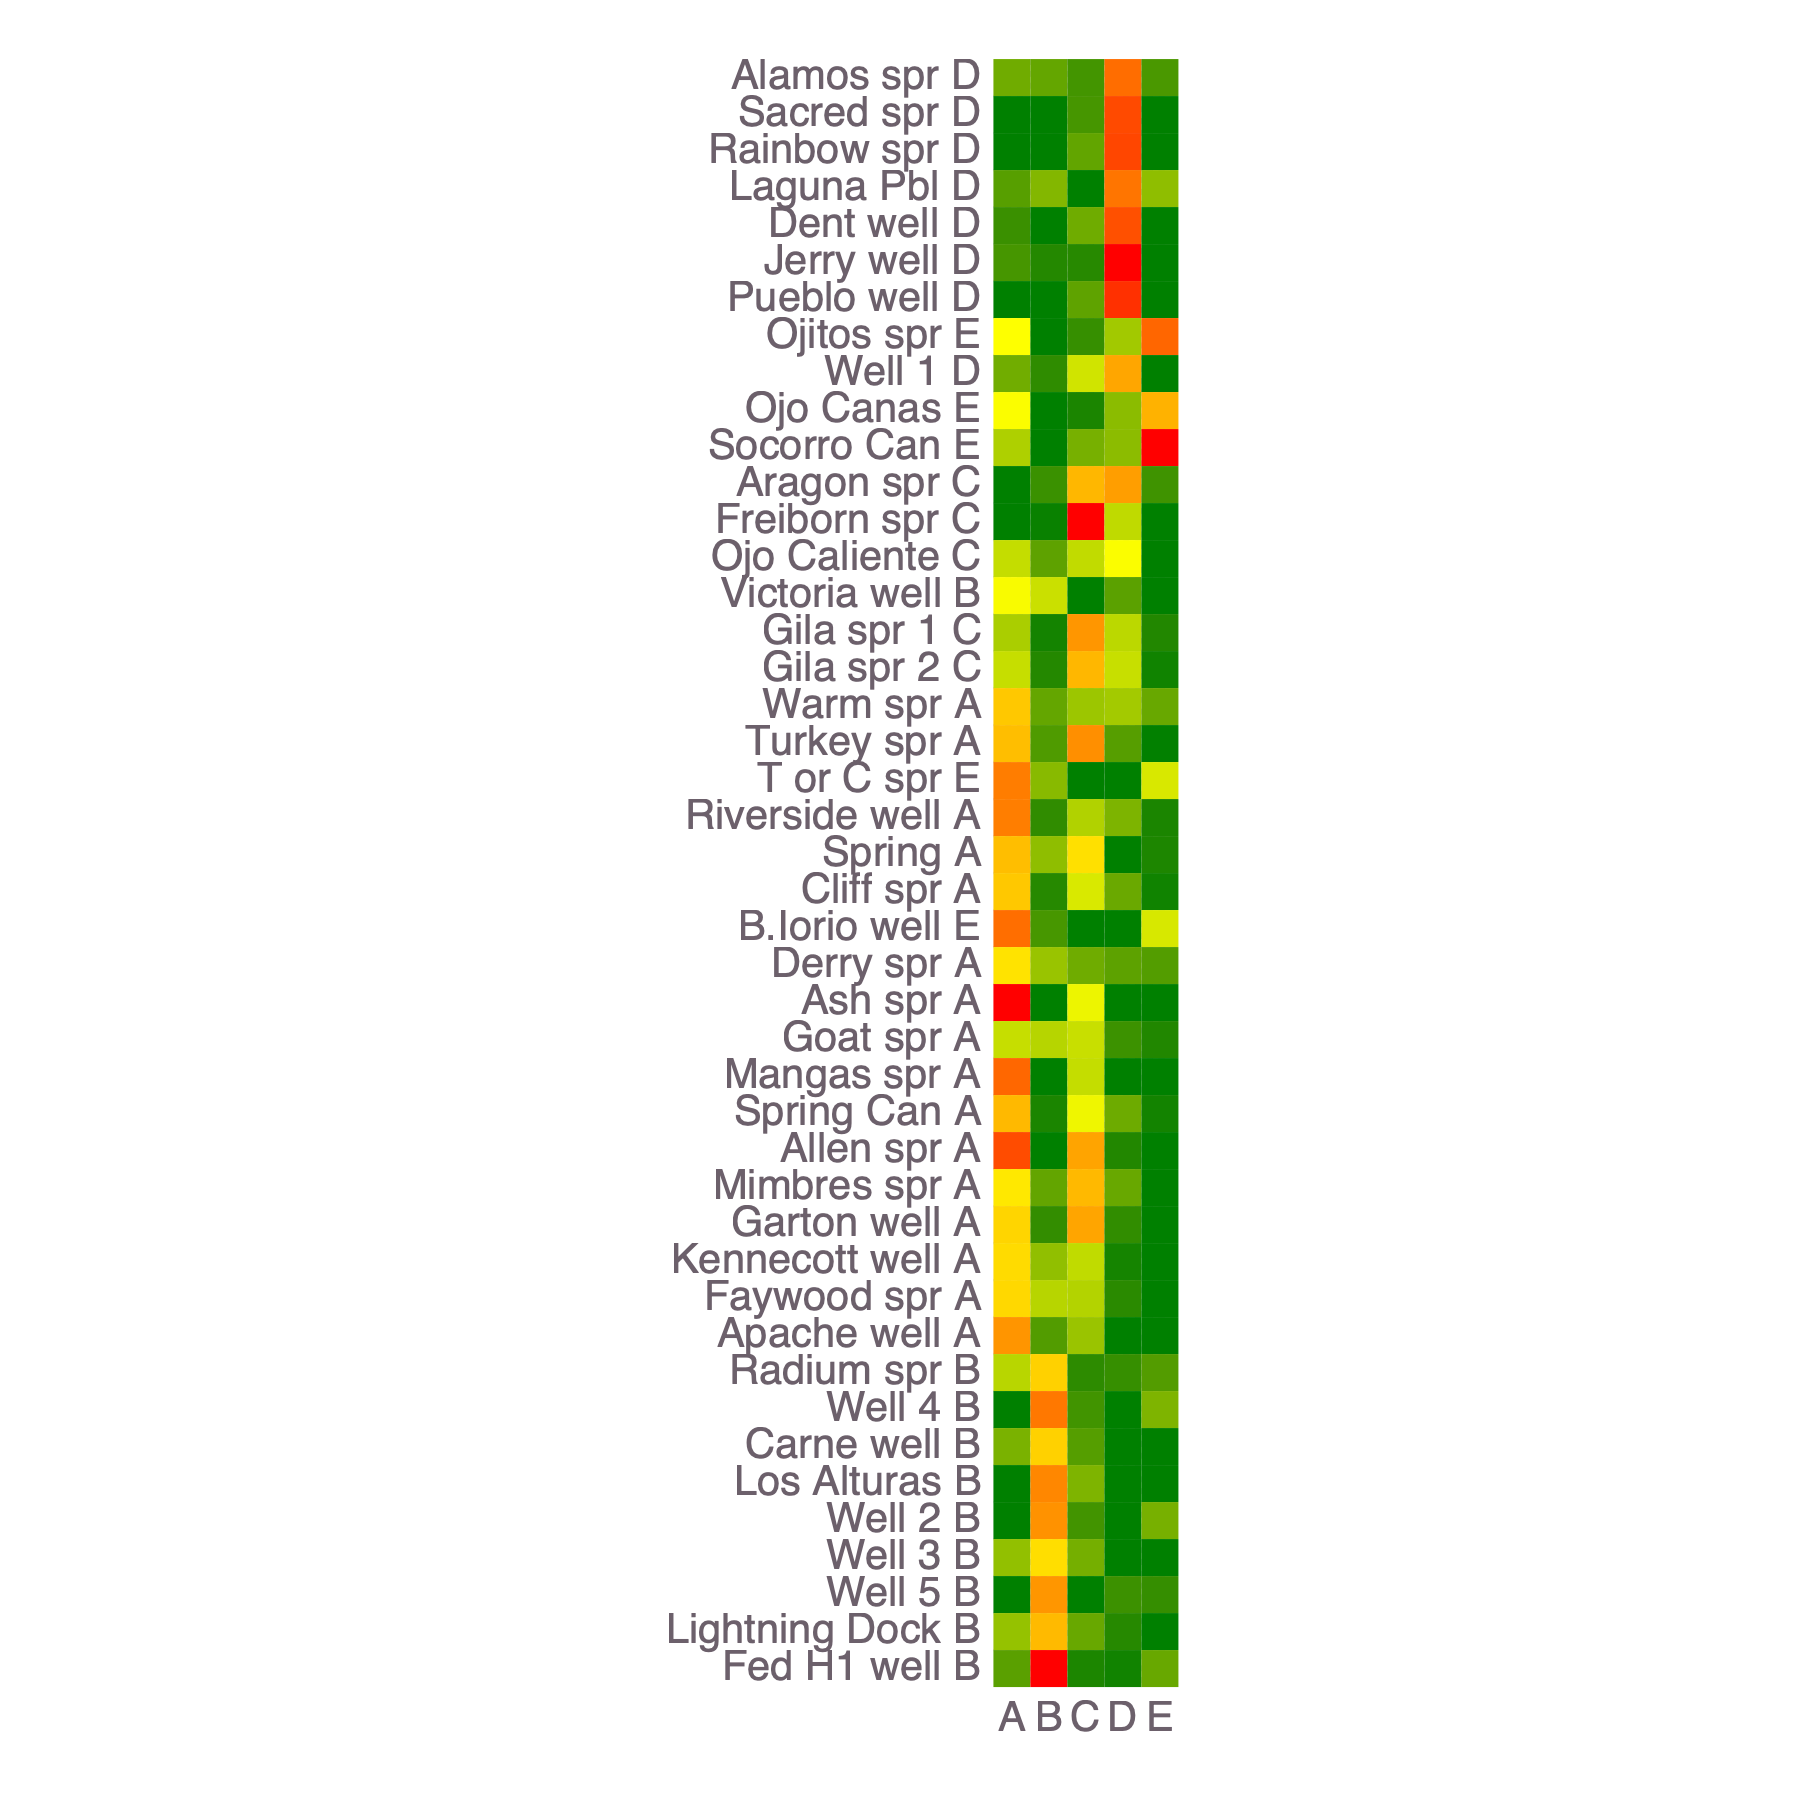 Alamos spr D
Sacred spr D
Rainbow spr D
Laguna Pbl D
Dent well D
Jerry well D
Pueblo well D
Ojitos spr E
Well 1 D
Ojo Canas E
Socorro Can E
Aragon spr C
Freiborn spr C
Ojo Caliente C
Victoria well B
Gila spr 1 C
Gila spr 2 C
Warm spr A
Turkey spr A
T or C spr E
Riverside well A
Spring A
Cliff spr A
B.Iorio well E
Derry spr A
Ash spr A
Goat spr A
Mangas spr A
Spring Can A
Allen spr A
Mimbres spr A
Garton well A
Kennecott well A
Faywood spr A
Apache well A
Radium spr B
Well 4 B
Carne well B
Los Alturas B
Well 2 B
Well 3 B
Well 5 B
Lightning Dock B
Fed H1 well B
A B C D E